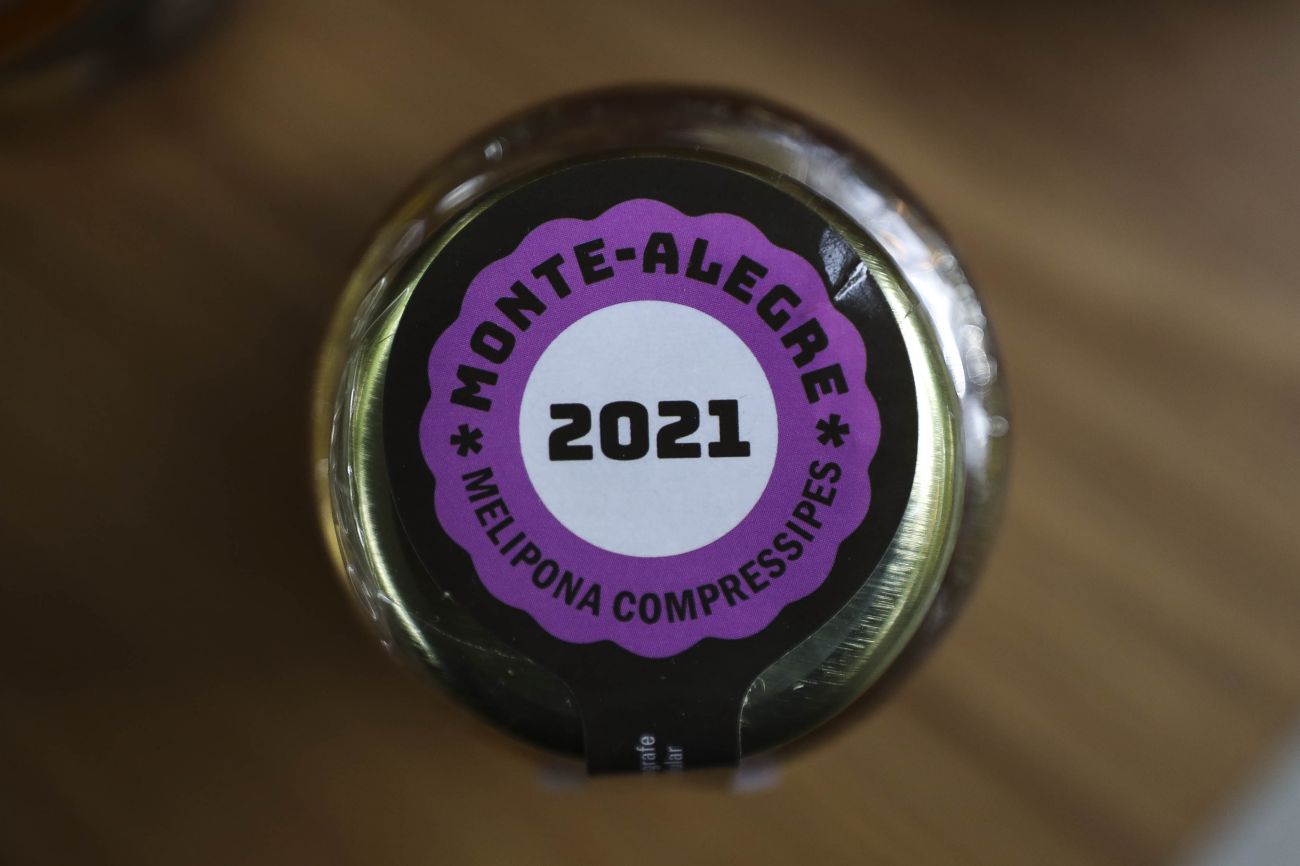 MONTE-ALEGRE
2021
* MELIPONA COMPRESSIPES *